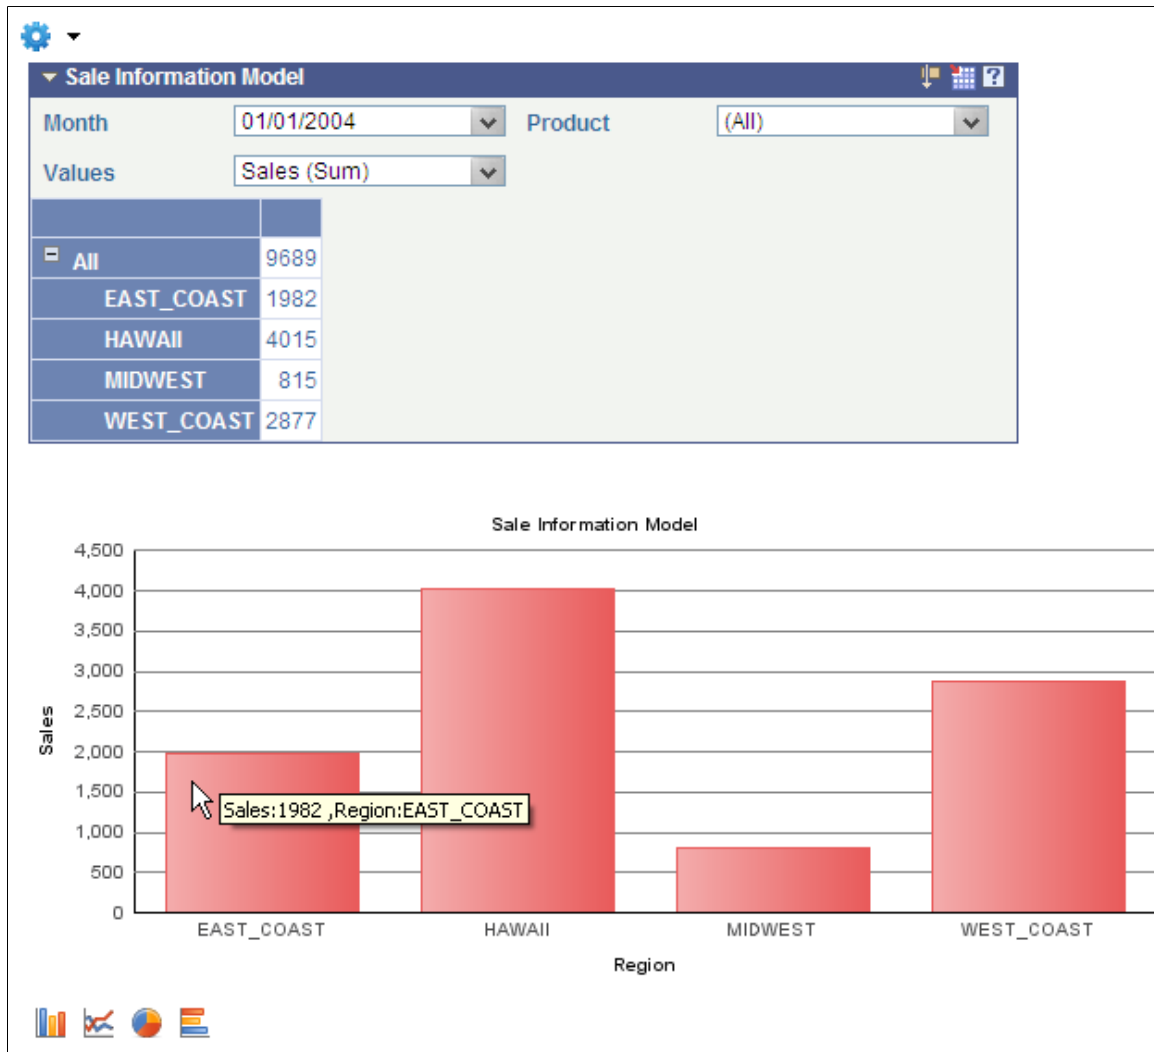 Sale Information Model
Month 01/01/2004 Product (All)
Values Sales (Sum)
All 9689
EAST_COAST 1982
HAWAII 4015
MIDWEST 815
WEST_COAST 2877
Sale Information Model
4,500
4,000
3,500
3,000
2,500
2,000
1,500
1,000
500
0
Sales
Sales:1982 ,Region:EAST_COAST
EAST_COAST HAWAII MIDWEST WEST_COAST
Region